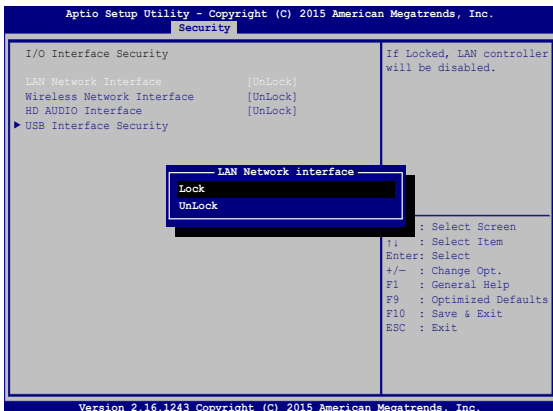 Aptio Setup Utility - Copyright (C) 2015 American Megatrends, Inc.
Security
I/O Interface Security
LAN Network Interface [UnLock]
Wireless Network Interface [UnLock]
HD AUDIO Interface [UnLock]
► USB Interface Security
If Locked, LAN controller
will be disabled.
LAN Network interface
Lock
UnLock
: Select Screen
↑↓ : Select Item
Enter: Select
+/— : Change Opt.
F1 : General Help
F9 : Optimized Defaults
F10 : Save & Exit
ESC : Exit
Version 2.16.1243 Copyright (C) 2015 American Megatrends, Inc.